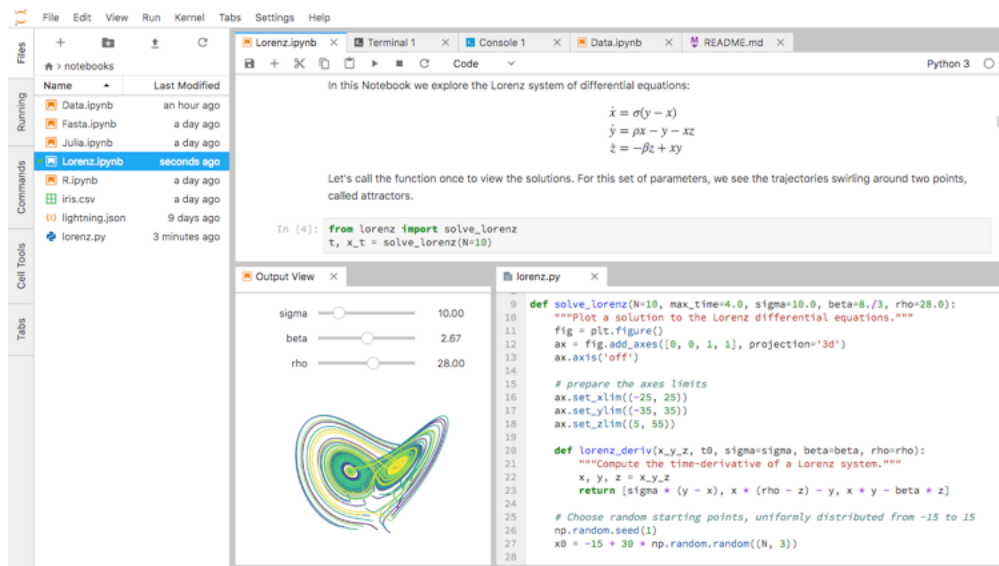 File Edit View Run Kernel Tabs Settings Help
Files
Running
Commands
Cell Tools
Tabs
> notebooks
Name Last Modified
Data.ipynb an hour ago
Fasta.ipynb a day ago
Julia.ipynb a day ago
Lorenz.ipynb seconds ago
R.ipynb a day ago
iris.csv a day ago
{:} lightning.json 9 days ago
lorenz.py 3 minutes ago
Lorenz.ipynb × Terminal 1 × Console 1 × Data.ipynb × README.md ×
Code Python 3
In this Notebook we explore the Lorenz system of differential equations:
ẋ = σ(y − x)
ẏ = ρx − y − xz
ż = −βz + xy
Let's call the function once to view the solutions. For this set of parameters, we see the trajectories swirling around two points,
called attractors.
In [4]: from lorenz import solve_lorenz
t, x_t = solve_lorenz(N=10)
Output View ×
sigma 10.00
beta 2.67
rho 28.00
lorenz.py ×
9 def solve_lorenz(N=10, max_time=4.0, sigma=10.0, beta=8./3, rho=28.0):
10 """Plot a solution to the Lorenz differential equations."""
11 fig = plt.figure()
12 ax = fig.add_axes([0, 0, 1, 1], projection='3d')
13 ax.axis('off')
14
15 # prepare the axes limits
16 ax.set_xlim((-25, 25))
17 ax.set_ylim((-35, 35))
18 ax.set_zlim((5, 55))
19
20 def lorenz_deriv(x_y_z, t0, sigma=sigma, beta=beta, rho=rho):
21 """Compute the time-derivative of a Lorenz system."""
22 x, y, z = x_y_z
23 return [sigma * (y - x), x * (rho - z) - y, x * y - beta * z]
24
25 # Choose random starting points, uniformly distributed from -15 to 15
26 np.random.seed(1)
27 x0 = -15 + 30 * np.random.random((N, 3))
28